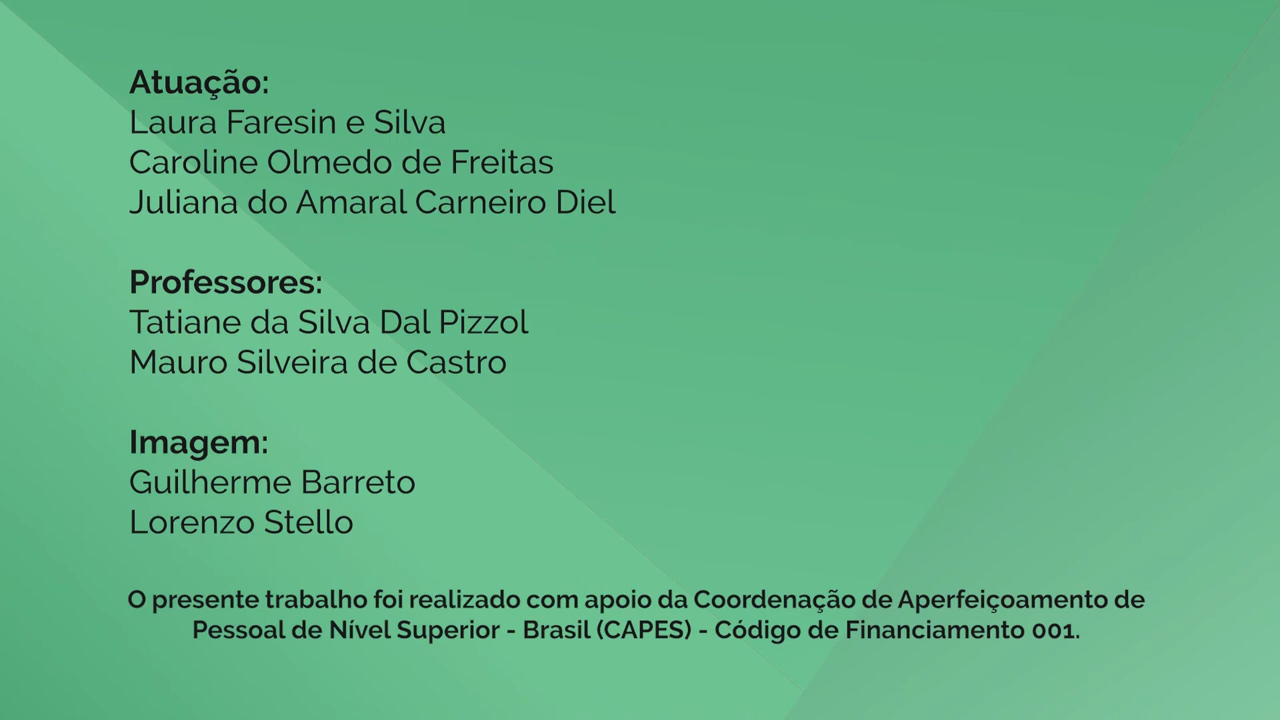 Atuação:
Laura Faresin e Silva
Caroline Olmedo de Freitas
Juliana do Amaral Carneiro Diel
Professores:
Tatiane da Silva Dal Pizzol
Mauro Silveira de Castro
Imagem:
Guilherme Barreto
Lorenzo Stello
O presente trabalho foi realizado com apoio da Coordenação de Aperfeiçoamento de
Pessoal de Nível Superior - Brasil (CAPES) - Código de Financiamento 001.